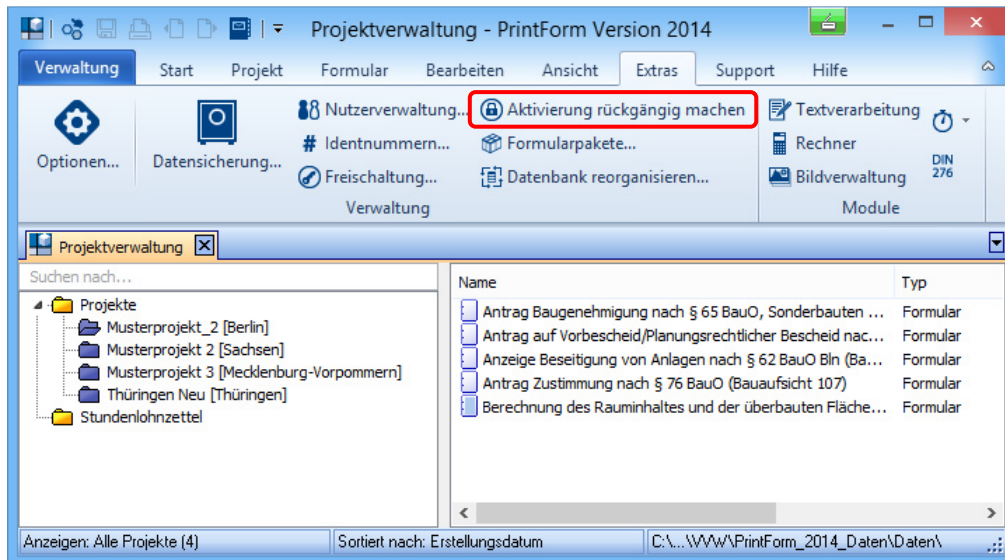 Projektverwaltung - PrintForm Version 2014
Verwaltung Start Projekt Formular Bearbeiten Ansicht Extras Support Hilfe
Optionen...
Datensicherung...
Nutzerverwaltung...
# Identnummern...
Freischaltung...
Aktivierung rückgängig machen
Formularpakete...
Datenbank reorganisieren...
Verwaltung
Textverarbeitung
Rechner
Bildverwaltung
DIN
276
Module
Projektverwaltung
Suchen nach...
Projekte
Musterprojekt_2 [Berlin]
Musterprojekt 2 [Sachsen]
Musterprojekt 3 [Mecklenburg-Vorpommern]
Thüringen Neu [Thüringen]
Stundenlohnzettel
Name Typ
Antrag Baugenehmigung nach § 65 BauO, Sonderbauten ... Formular
Antrag auf Vorbescheid/Planungsrechtlicher Bescheid nac... Formular
Anzeige Beseitigung von Anlagen nach § 62 BauO Bln (Ba... Formular
Antrag Zustimmung nach § 76 BauO (Bauaufsicht 107) Formular
Berechnung des Rauminhaltes und der überbauten Fläche... Formular
Anzeigen: Alle Projekte (4) Sortiert nach: Erstellungsdatum C:\...\WW\PrintForm_2014_Daten\Daten\